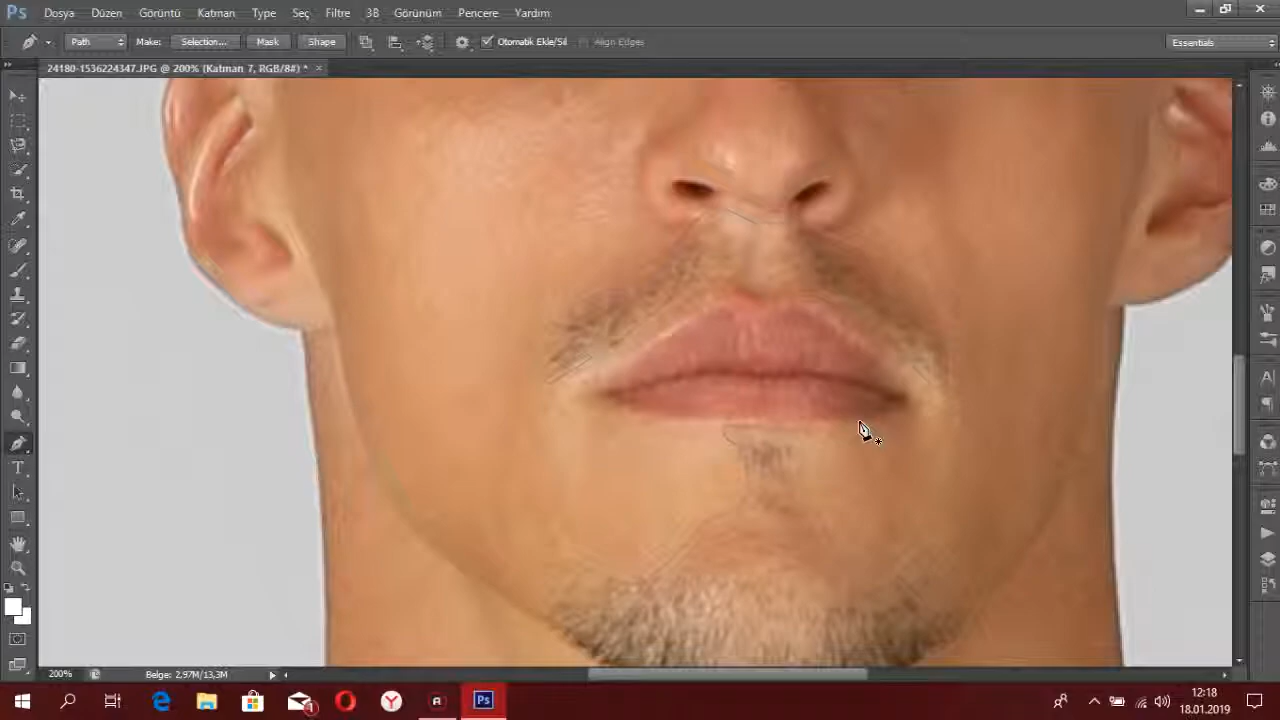 Ps Dosya Düzen Görüntü Katman Type Seç Filtre 3B Görünüm Pencere Yardım
Path Make: Selection... Mask Shape Otomatik Ekle/Sil Align Edges Essentials
24180-1536224347.JPG @ 200% (Katman 7, RGB/8#) * ×
200% Belge: 2,97M/13,3M
Ps 12:18
18.01.2019